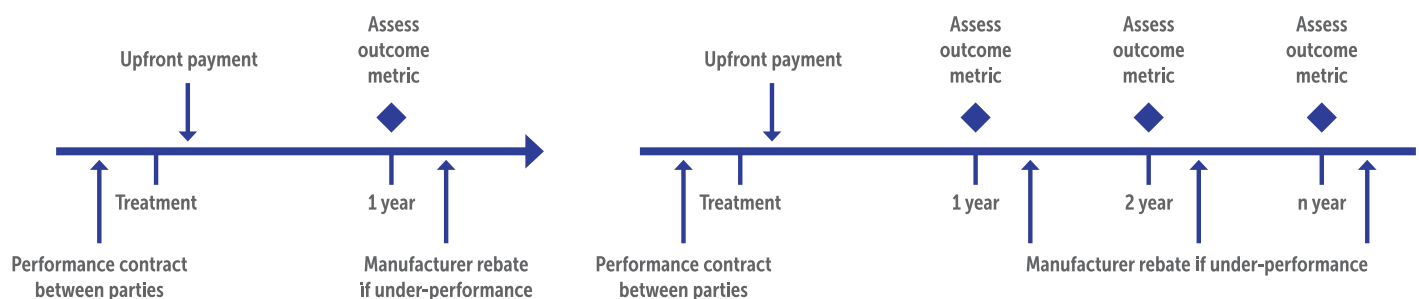 Upfront payment
Assess
outcome
metric
Treatment
1 year
Performance contract
between parties
Manufacturer rebate
if under-performance
Upfront payment
Assess
outcome
metric
Assess
outcome
metric
Assess
outcome
metric
Treatment
1 year
2 year
n year
Performance contract
between parties
Manufacturer rebate if under-performance